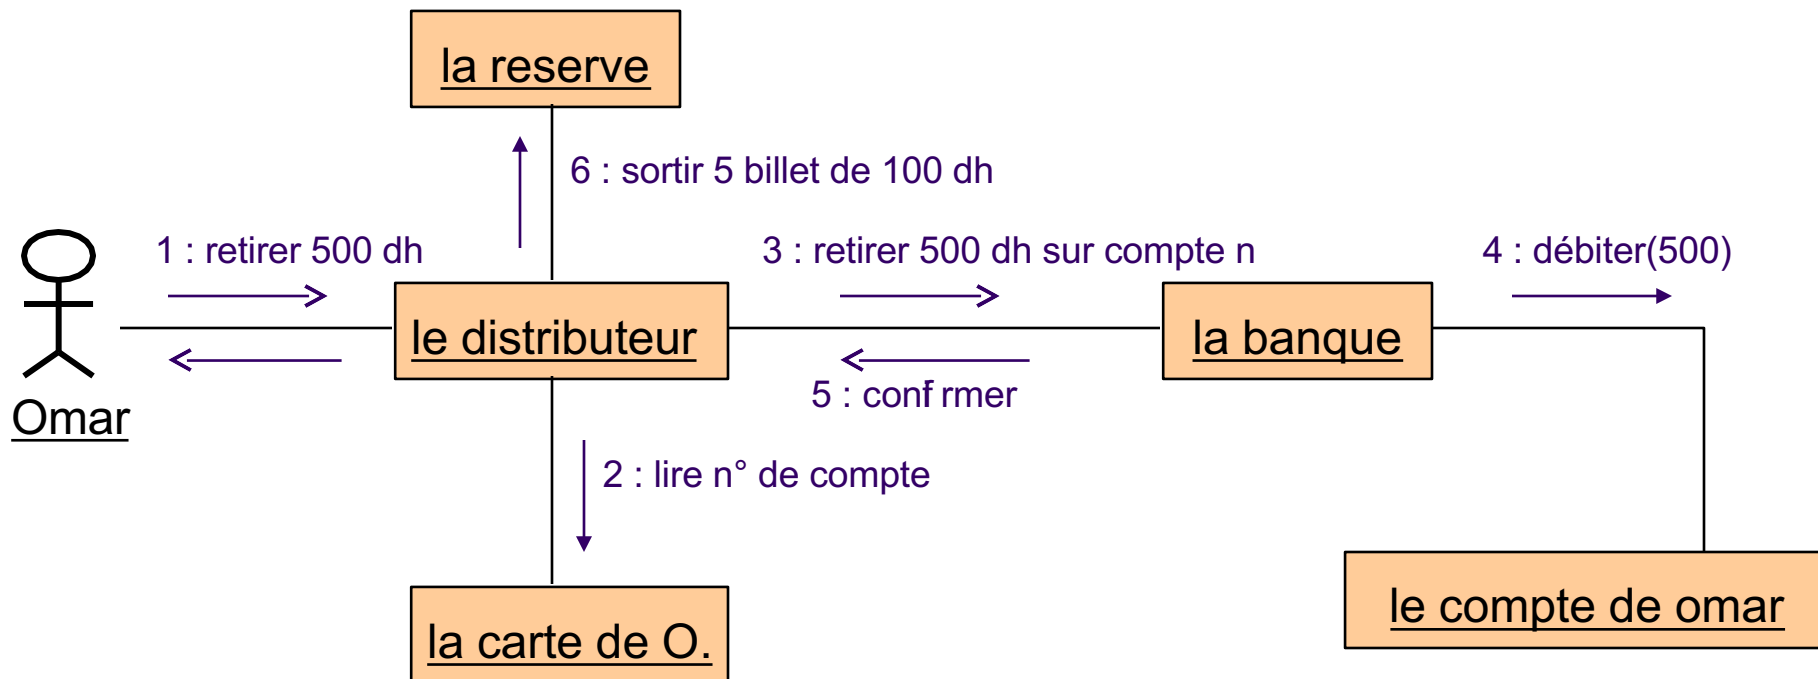 la reserve
6 : sortir 5 billet de 100 dh
1 : retirer 500 dh
3 : retirer 500 dh sur compte n
4 : débiter(500)
le distributeur
la banque
5 : conf rmer
Omar
2 : lire n° de compte
le compte de omar
la carte de O.